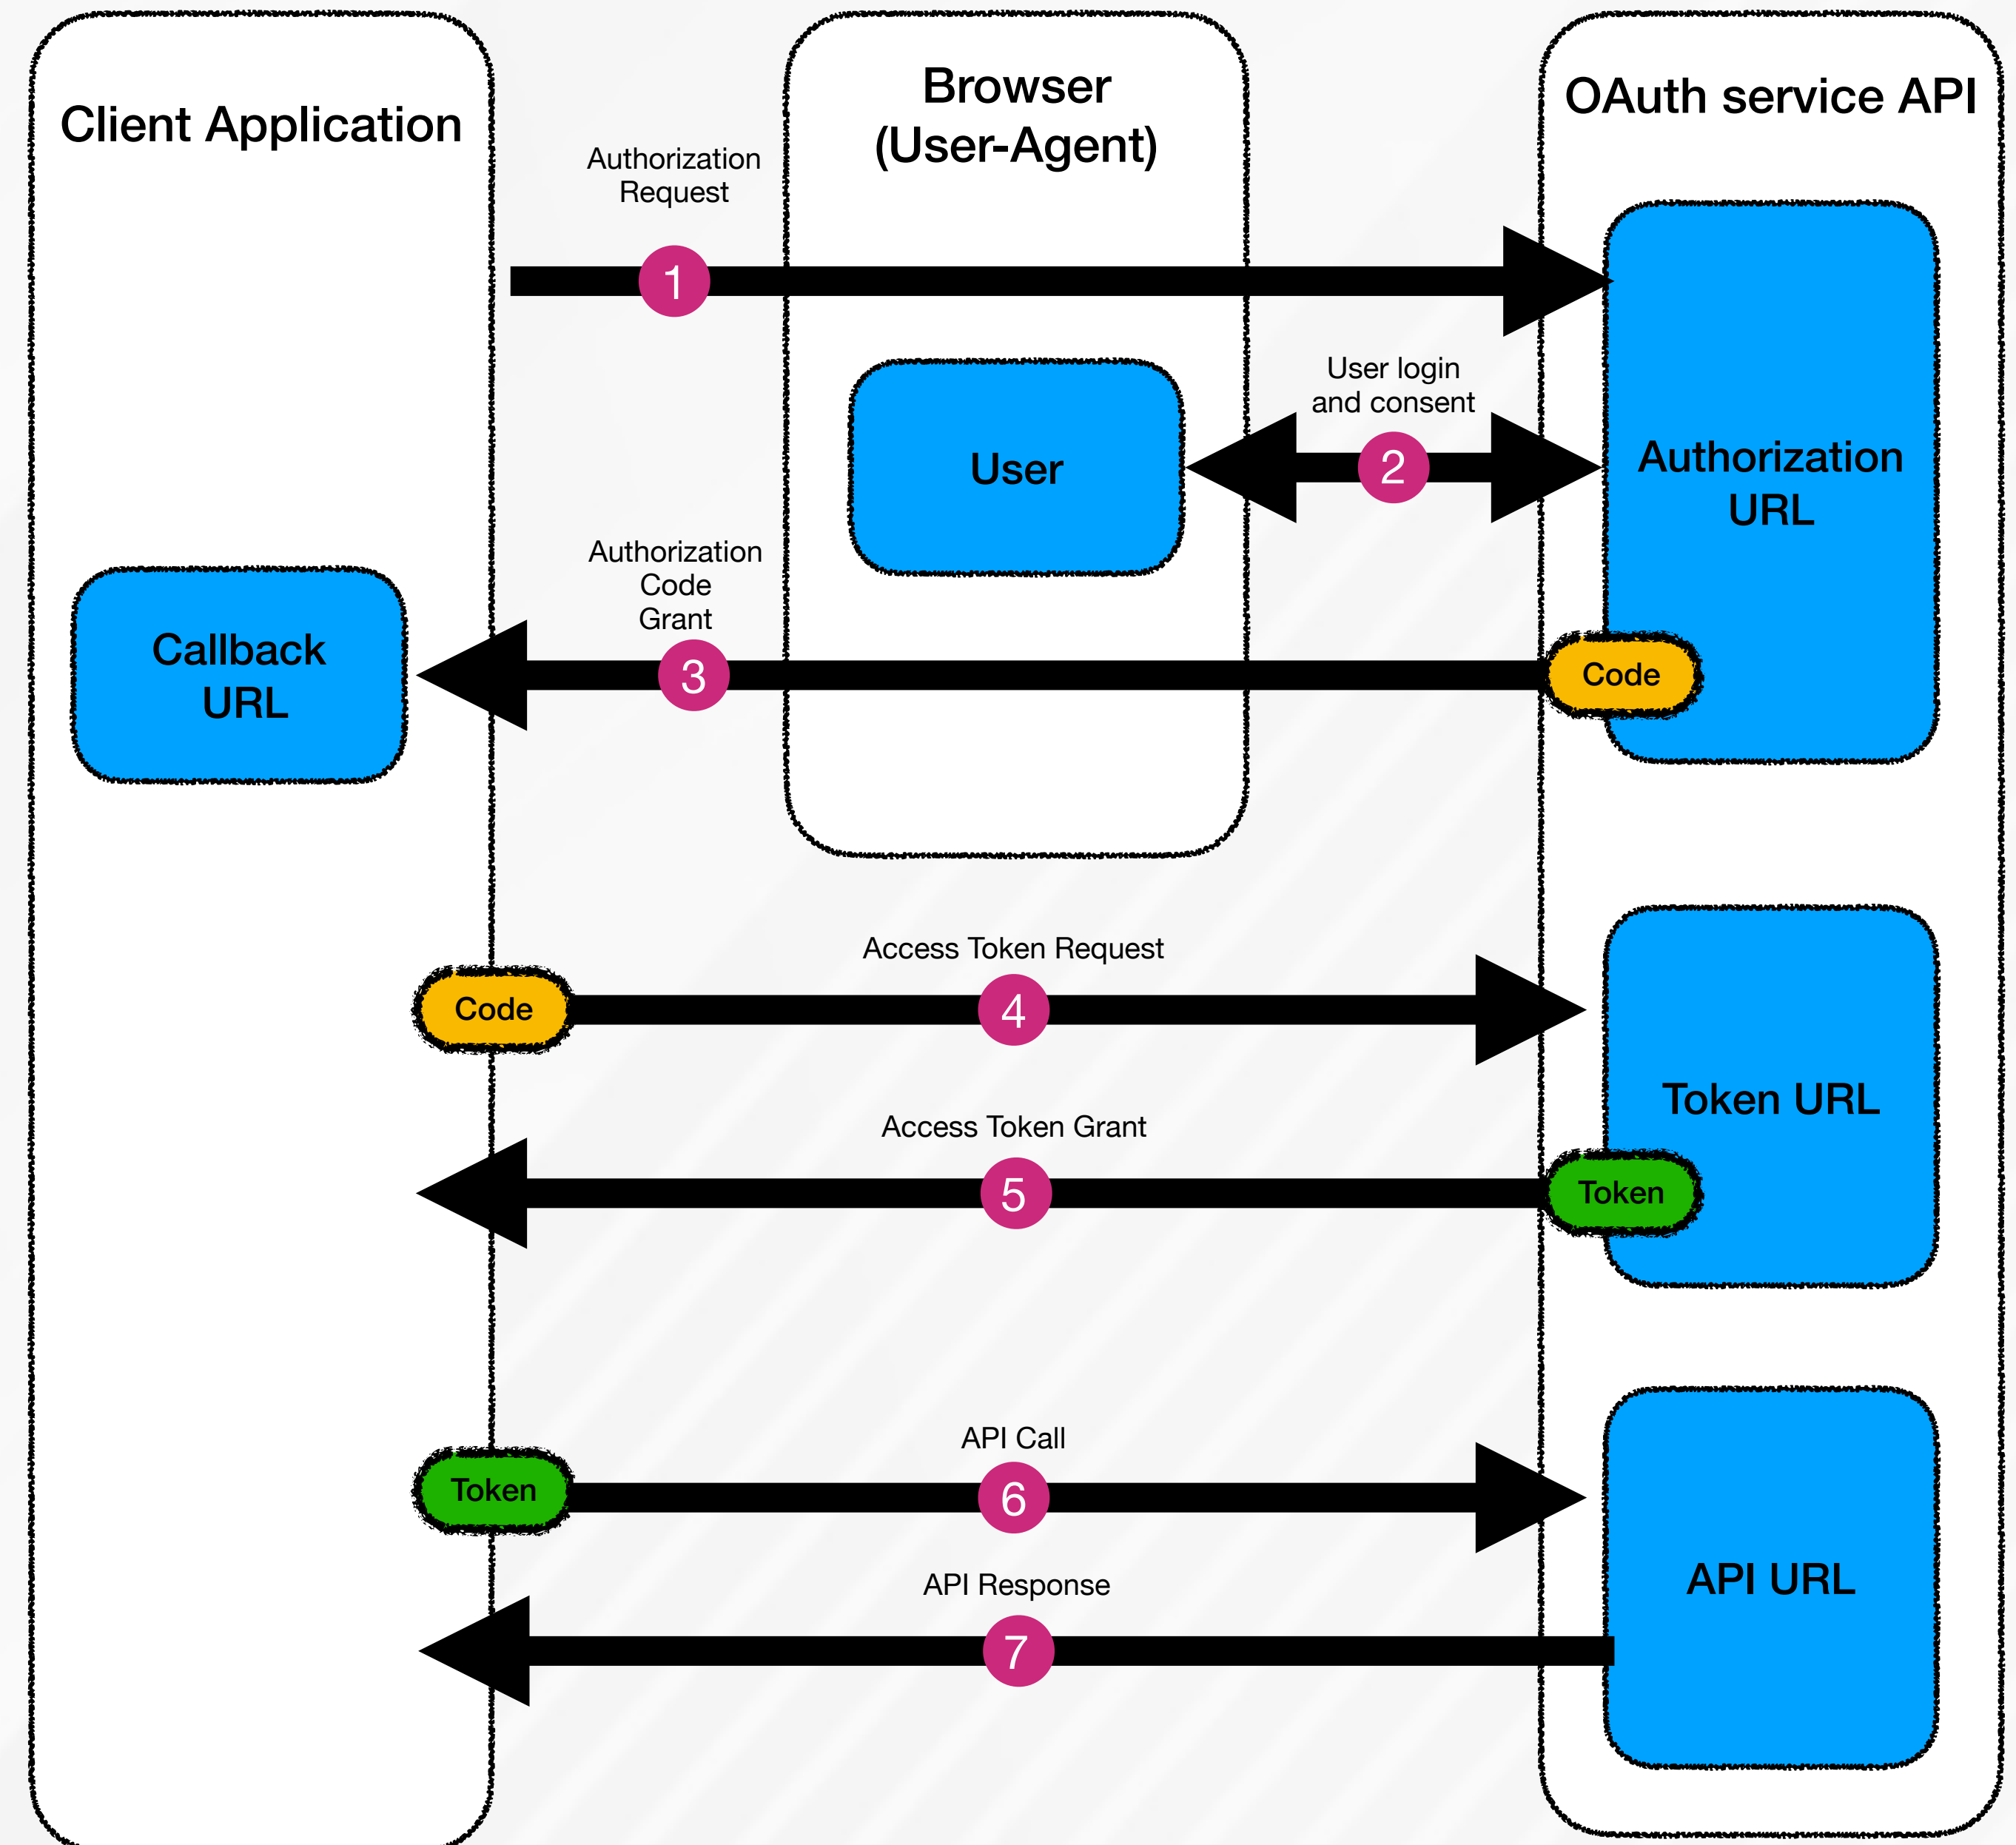 Client Application
Browser
(User-Agent)
OAuth service API
Authorization
Request
1
User login
and consent
2
User
Authorization
URL
Authorization
Code
Grant
3
Code
Callback
URL
Access Token Request
Code
4
Token URL
Access Token Grant
5
Token
API Call
Token
6
API URL
API Response
7